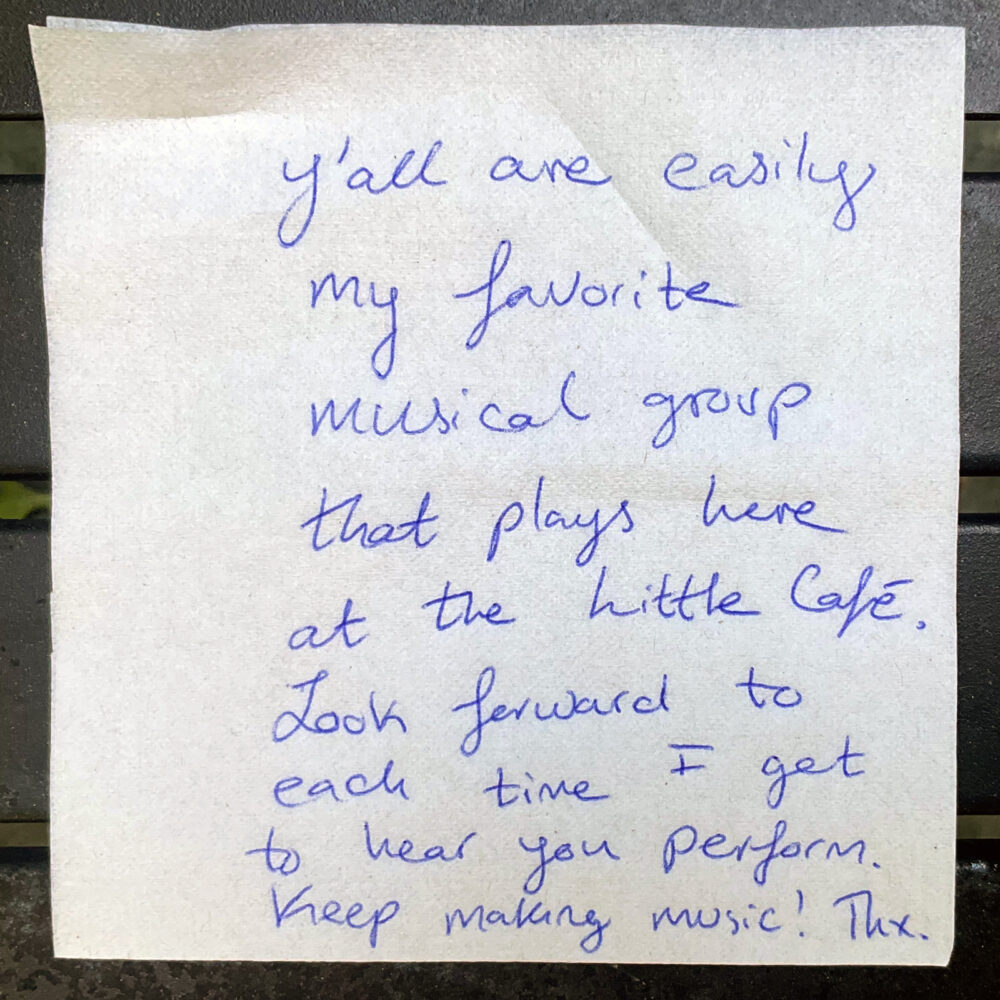 y'all are easily
my favorite
musical group
that plays here
at the Little Café.
Look forward to
each time I get
to hear you perform.
Keep making music! Thx.